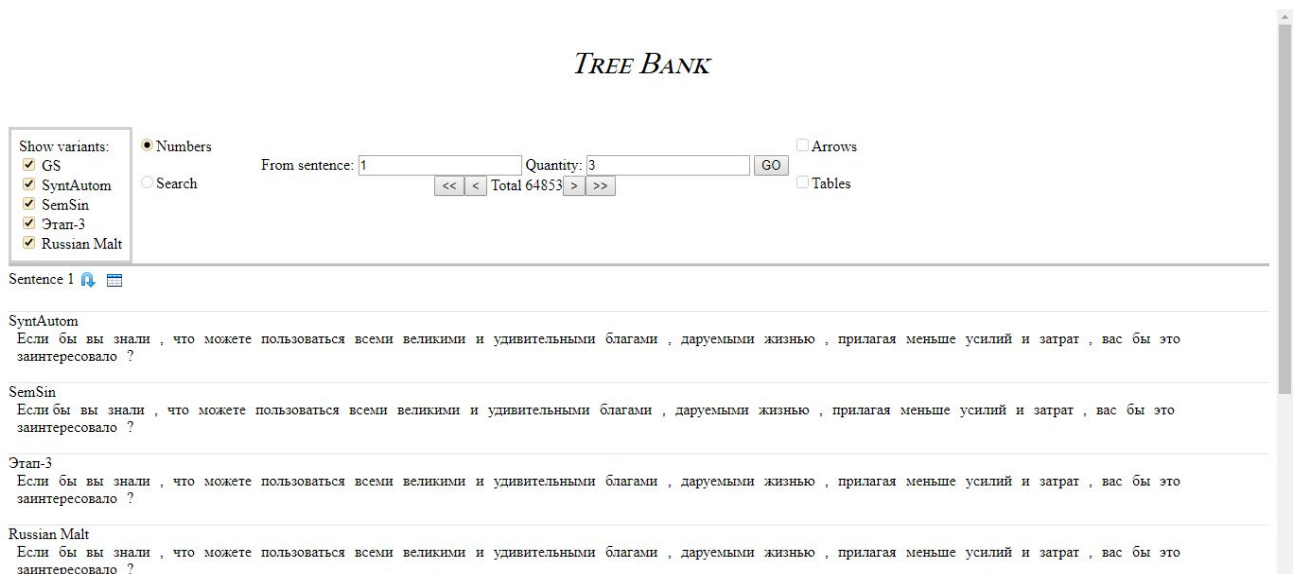 TREE BANK
Show variants:
GS
SyntAutom
SemSin
Этап-3
Russian Malt
Numbers
Search
From sentence: 1 Quantity: 3 GO
<< < Total 64853 > >>
Arrows
Tables
Sentence 1
SyntAutom
Если бы вы знали , что можете пользоваться всеми великими и удивительными благами , даруемыми жизнью , прилагая меньше усилий и затрат , вас бы это
заинтересовало ?
SemSin
Если бы вы знали , что можете пользоваться всеми великими и удивительными благами , даруемыми жизнью , прилагая меньше усилий и затрат , вас бы это
заинтересовало ?
Этап-3
Если бы вы знали , что можете пользоваться всеми великими и удивительными благами , даруемыми жизнью , прилагая меньше усилий и затрат , вас бы это
заинтересовало ?
Russian Malt
Если бы вы знали , что можете пользоваться всеми великими и удивительными благами , даруемыми жизнью , прилагая меньше усилий и затрат , вас бы это
заинтересовало ?